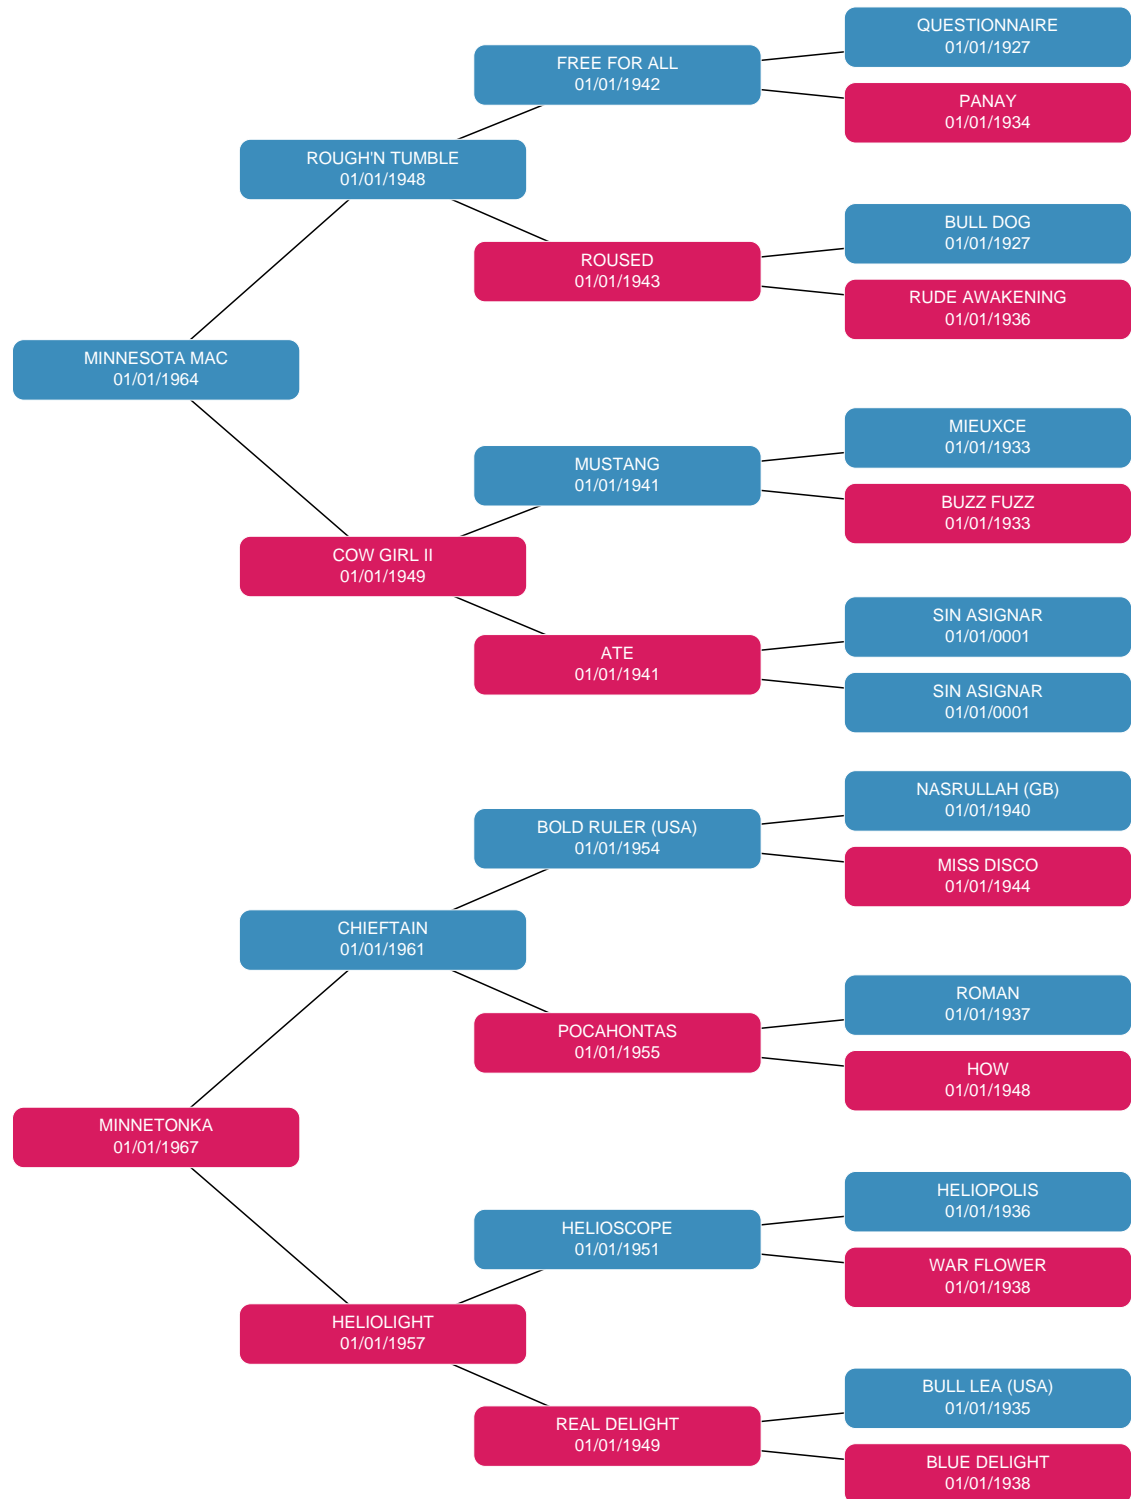 QUESTIONNAIRE
01/01/1927
FREE FOR ALL
01/01/1942
PANAY
01/01/1934
ROUGH'N TUMBLE
01/01/1948
BULL DOG
01/01/1927
ROUSED
01/01/1943
RUDE AWAKENING
01/01/1936
MINNESOTA MAC
01/01/1964
MIEUXCE
01/01/1933
MUSTANG
01/01/1941
BUZZ FUZZ
01/01/1933
COW GIRL II
01/01/1949
SIN ASIGNAR
01/01/0001
ATE
01/01/1941
SIN ASIGNAR
01/01/0001
NASRULLAH (GB)
01/01/1940
BOLD RULER (USA)
01/01/1954
MISS DISCO
01/01/1944
CHIEFTAIN
01/01/1961
ROMAN
01/01/1937
POCAHONTAS
01/01/1955
HOW
01/01/1948
MINNETONKA
01/01/1967
HELIOPOLIS
01/01/1936
HELIOSCOPE
01/01/1951
WAR FLOWER
01/01/1938
HELIOLIGHT
01/01/1957
BULL LEA (USA)
01/01/1935
REAL DELIGHT
01/01/1949
BLUE DELIGHT
01/01/1938